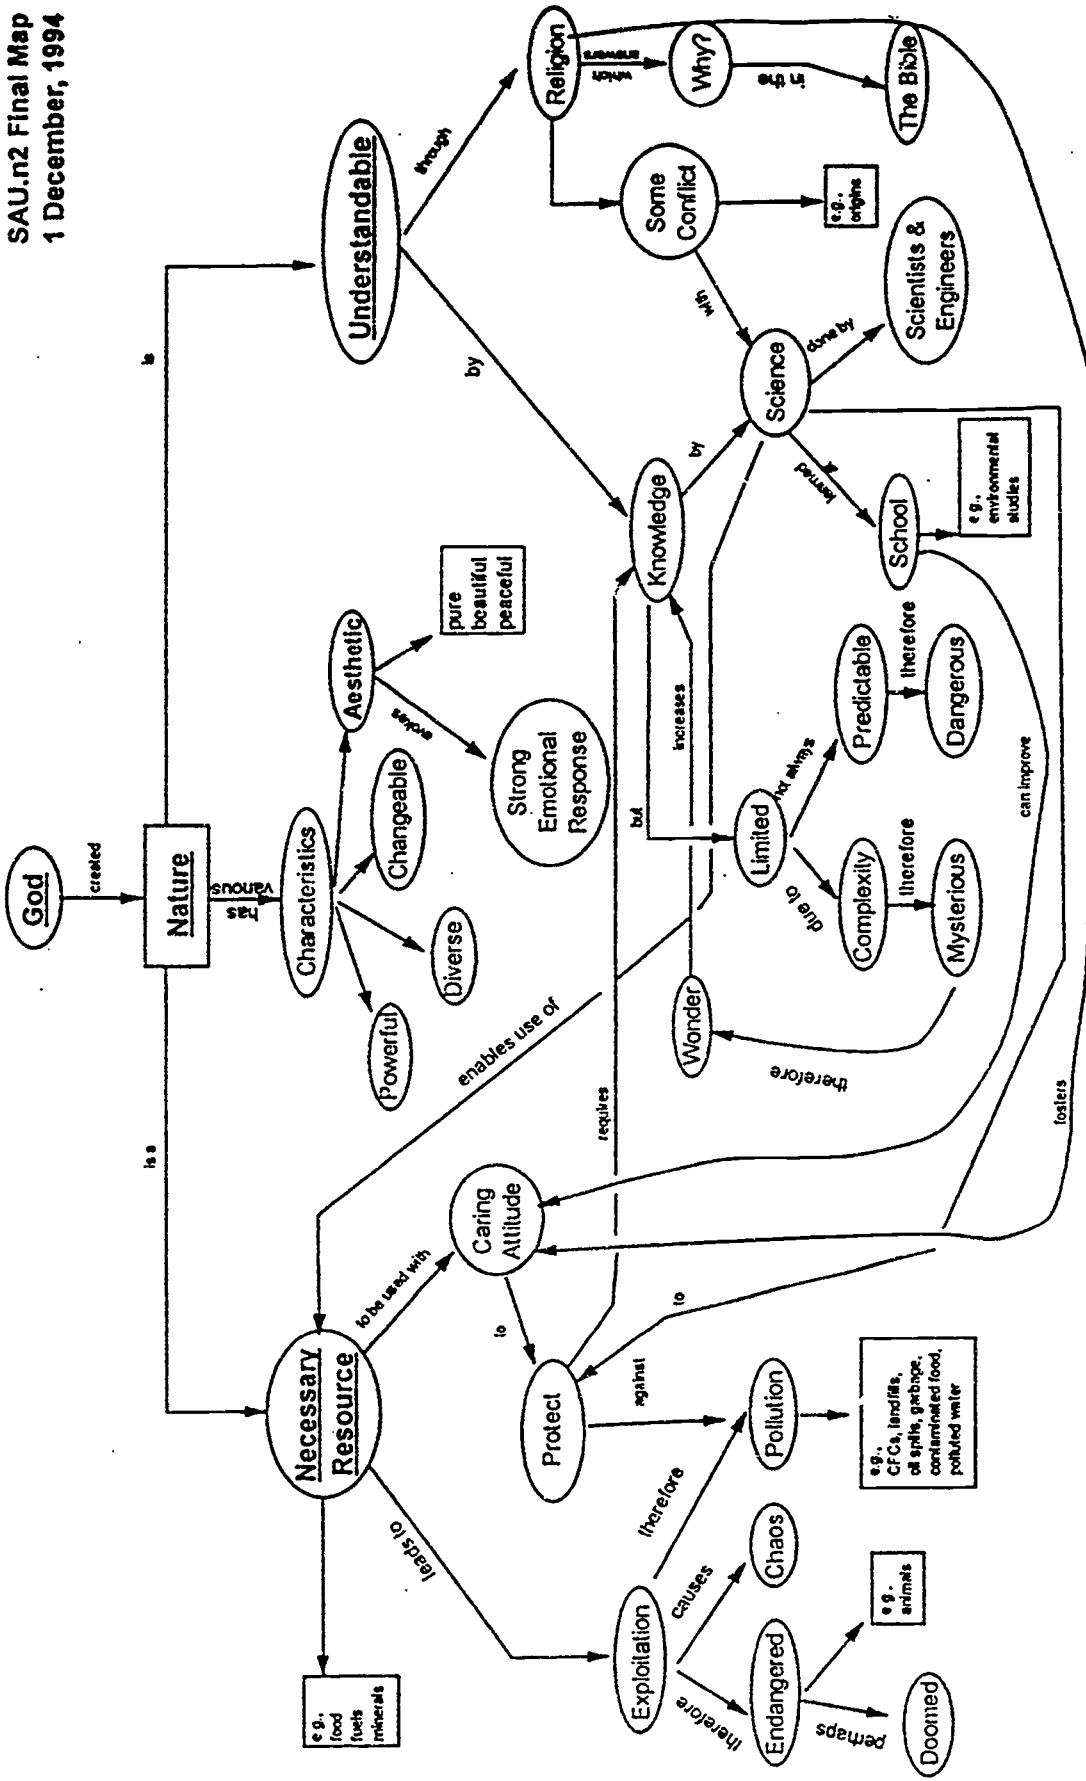 SAU.n2 Final Map
1 December, 1994
God
created
Nature
is a
has
various
is
Necessary
Resource
e.g.,
food
fuels
minerals
leads to
to be used with
Characteristics
Powerful
Diverse
Changeable
Aesthetic
evokes
pure
beautiful
peaceful
Strong
Emotional
Response
Understandable
by
through
Religion
which
answers
Why?
in the
The Bible
Some
Conflict
e.g.,
origins
with
Knowledge
by
Science
done by
Scientists &
Engineers
learned
at
School
e.g.,
environmental
studies
enables use of
Caring
Attitude
to
Protect
requires
against
to
Pollution
e.g.,
CFCs, landfills,
oil spills, garbage,
contaminated food,
polluted water
Exploitation
therefore
causes
Chaos
therefore
Endangered
e.g.
animals
perhaps
Doomed
but
increases
Wonder
Limited
due to
not always
Complexity
Predictable
therefore
therefore
Mysterious
Dangerous
therefore
can improve
fosters